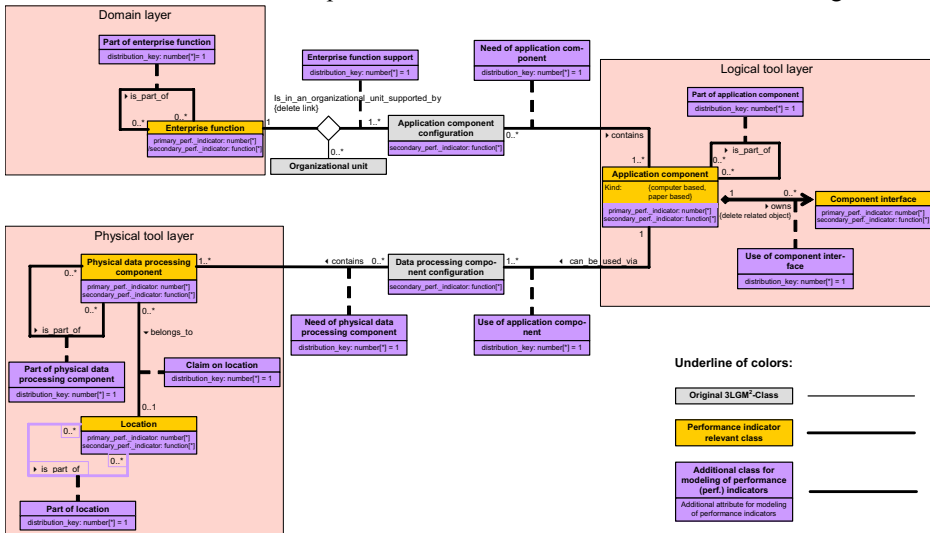 Domain layer
Part of enterprise function
distribution_key: number[*]= 1
is_part_of
0..*
0..*
Enterprise function
primary_perf._indicator: number[*]
/secondary_perf._indicator: function[*]
Enterprise function support
distribution_key: number[*] = 1
Is_in_an_organizational_unit_supported_by
{delete link}
1
1..*
0..*
Organizational unit
Need of application com-
ponent
distribution_key: number[*] = 1
Application component
configuration
secondary_perf._indicator: function[*]
0..*
Logical tool layer
Part of application component
distribution_key: number[*] = 1
contains
is_part_of
1..*
0..*
0..*
Application component
Kind: {computer based,
paper based}
primary_perf._indicator: number[*]
secondary_perf._indicator: function[*]
1
0..*
owns
{delete related object}
Component interface
primary_perf._indicator: number[*]
secondary_perf._indicator: function[*]
1
Use of component inter-
face
distribution_key: number[*] = 1
Physical tool layer
Physical data processing
component
primary_perf._indicator: number[*]
secondary_perf._indicator: function[*]
0..*
1..*
contains
0..*
Data processing compo-
nent configuration
secondary_perf._indicator: function[*]
1..*
can_be_used_via
0..*
0..*
is_part_of
belongs_to
Need of physical data
processing component
distribution_key: number[*] = 1
Use of application compo-
nent
distribution_key: number[*] = 1
Part of physical data
processing component
distribution_key: number[*] = 1
Claim on location
distribution_key: number[*] = 1
0..1
Location
primary_perf._indicator: number[*]
secondary_perf._indicator: function[*]
0..*
0..*
is_part_of
Part of location
distribution_key: number[*] = 1
Underline of colors:
Original 3LGM²-Class
Performance indicator
relevant class
Additional class for
modeling of performance
(perf.) indicators
Additional attribute for modeling
of performance indicators